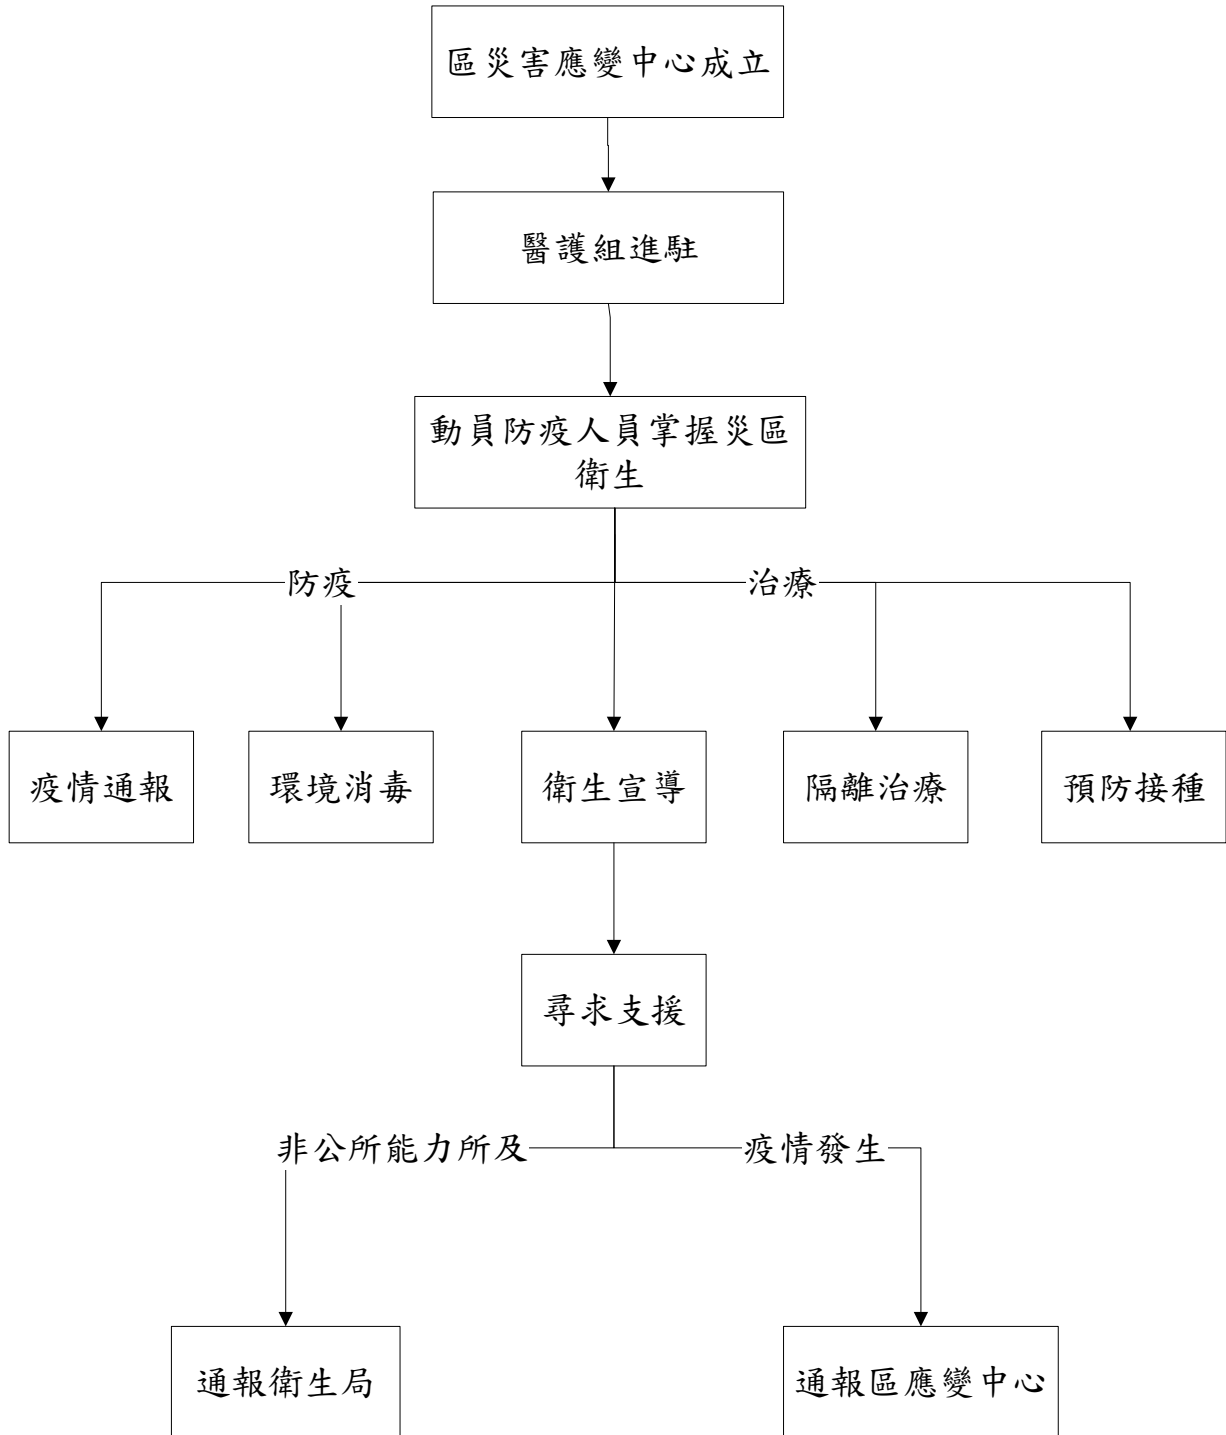 區災害應變中心成立
醫護組進駐
動員防疫人員掌握災區
衛生
防疫
治療
疫情通報
環境消毒
衛生宣導
隔離治療
預防接種
尋求支援
非公所能力所及
疫情發生
通報衛生局
通報區應變中心